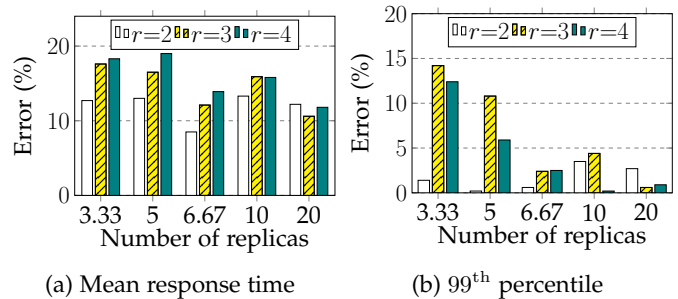 r=2 r=3 r=4
Error (%)
20
10
0
3.33 5 6.67 10 20
Number of replicas
(a) Mean response time
r=2 r=3 r=4
Error (%)
20
15
10
5
0
3.33 5 6.67 10 20
Number of replicas
(b) 99th percentile